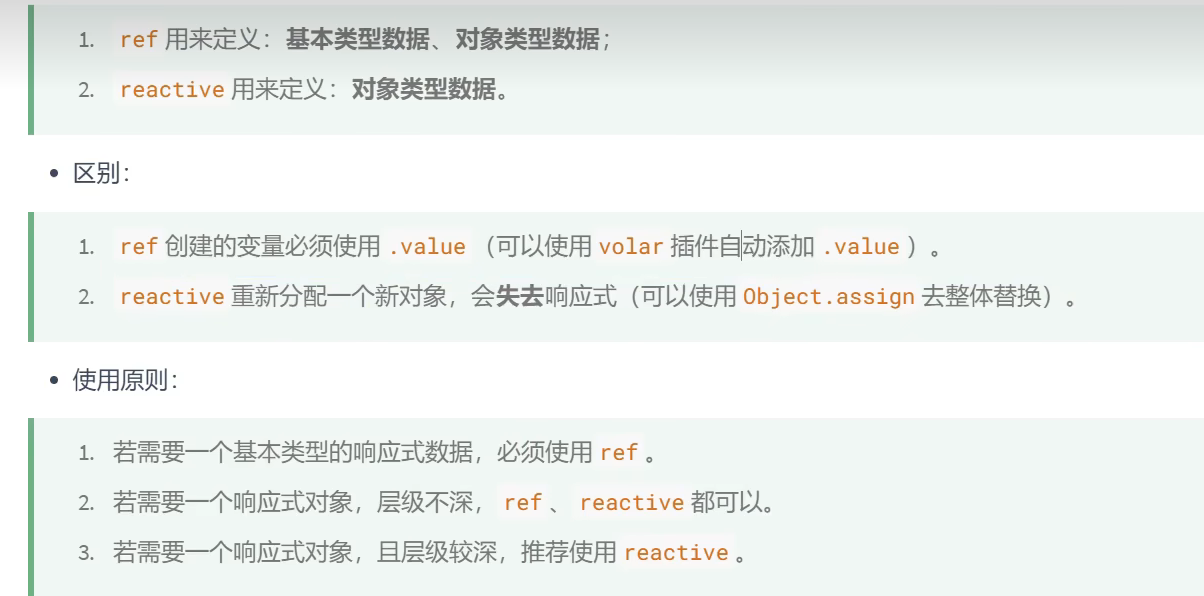 1. ref 用来定义：基本类型数据、对象类型数据；
2. reactive 用来定义：对象类型数据。
• 区别：
1. ref 创建的变量必须使用 .value （可以使用 volar 插件自动添加 .value ）。
2. reactive 重新分配一个新对象，会失去响应式（可以使用 Object.assign 去整体替换）。
• 使用原则：
1. 若需要一个基本类型的响应式数据，必须使用 ref 。
2. 若需要一个响应式对象，层级不深， ref 、 reactive 都可以。
3. 若需要一个响应式对象，且层级较深，推荐使用 reactive 。